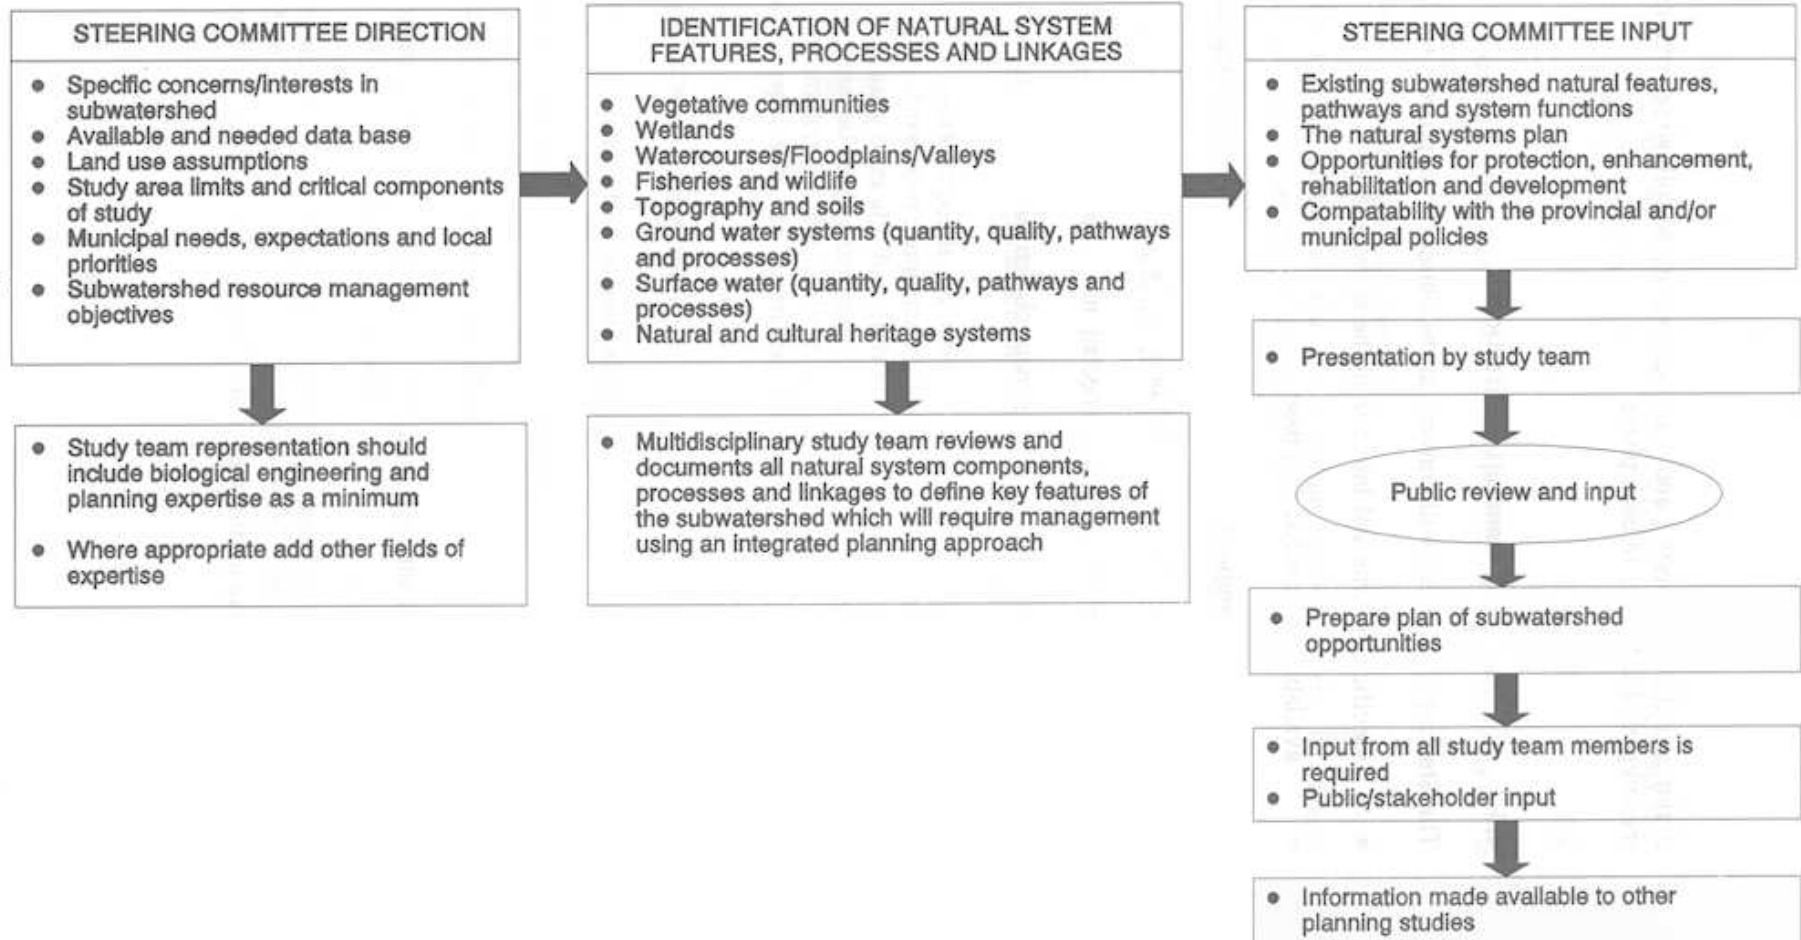 STEERING COMMITTEE DIRECTION
• Specific concerns/interests in
subwatershed
• Available and needed data base
• Land use assumptions
• Study area limits and critical components
of study
• Municipal needs, expectations and local
priorities
• Subwatershed resource management
objectives
• Study team representation should
include biological engineering and
planning expertise as a minimum
• Where appropriate add other fields of
expertise
IDENTIFICATION OF NATURAL SYSTEM
FEATURES, PROCESSES AND LINKAGES
• Vegetative communities
• Wetlands
• Watercourses/Floodplains/Valleys
• Fisheries and wildlife
• Topography and soils
• Ground water systems (quantity, quality, pathways
and processes)
• Surface water (quantity, quality, pathways and
processes)
• Natural and cultural heritage systems
• Multidisciplinary study team reviews and
documents all natural system components,
processes and linkages to define key features of
the subwatershed which will require management
using an integrated planning approach
STEERING COMMITTEE INPUT
• Existing subwatershed natural features,
pathways and system functions
• The natural systems plan
• Opportunities for protection, enhancement,
rehabilitation and development
• Compatability with the provincial and/or
municipal policies
• Presentation by study team
Public review and input
• Prepare plan of subwatershed
opportunities
• Input from all study team members is
required
• Public/stakeholder input
• Information made available to other
planning studies